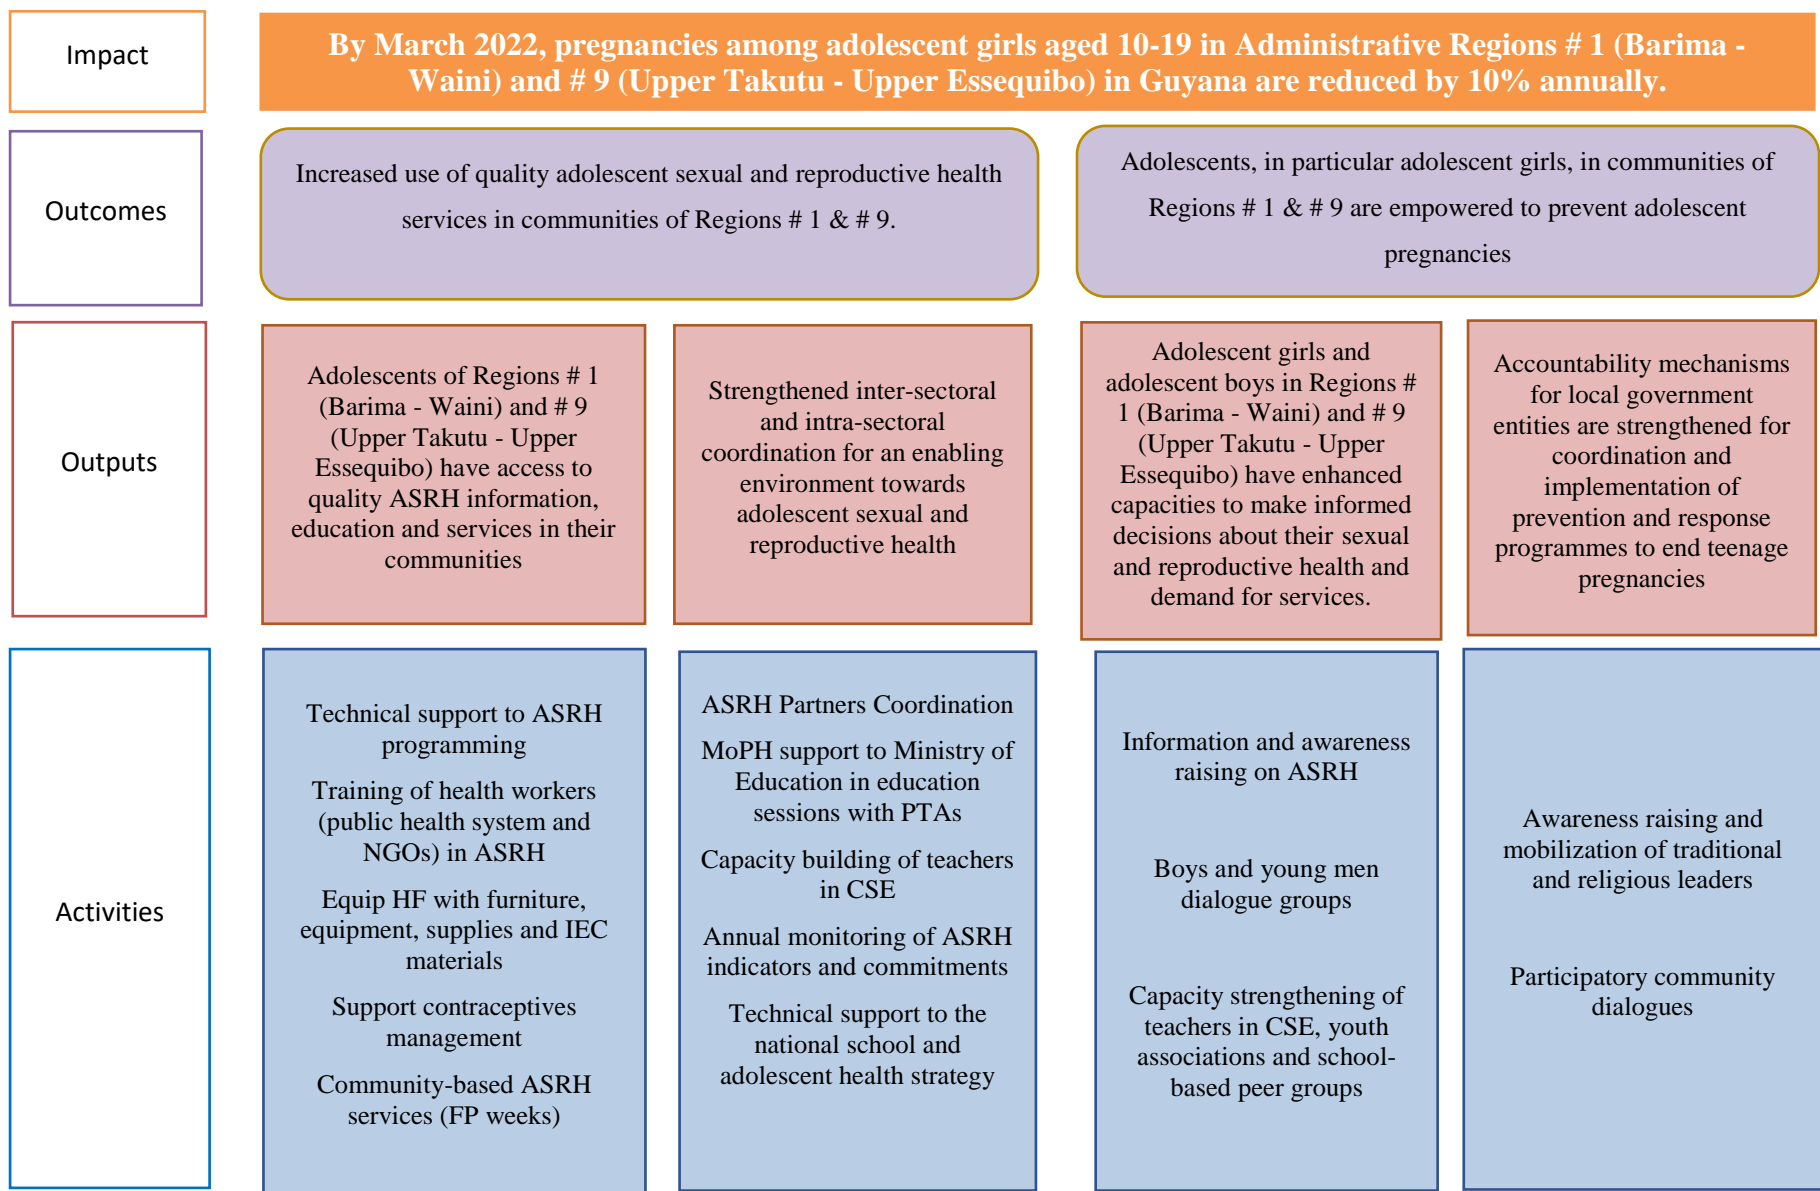 Impact
By March 2022, pregnancies among adolescent girls aged 10-19 in Administrative Regions # 1 (Barima -
Waini) and # 9 (Upper Takutu - Upper Essequibo) in Guyana are reduced by 10% annually.
Outcomes
Increased use of quality adolescent sexual and reproductive health
services in communities of Regions # 1 & # 9.
Adolescents, in particular adolescent girls, in communities of
Regions # 1 & # 9 are empowered to prevent adolescent
pregnancies
Outputs
Adolescents of Regions # 1
(Barima - Waini) and # 9
(Upper Takutu - Upper
Essequibo) have access to
quality ASRH information,
education and services in their
communities
Strengthened inter-sectoral
and intra-sectoral
coordination for an enabling
environment towards
adolescent sexual and
reproductive health
Adolescent girls and
adolescent boys in Regions #
1 (Barima - Waini) and # 9
(Upper Takutu - Upper
Essequibo) have enhanced
capacities to make informed
decisions about their sexual
and reproductive health and
demand for services.
Accountability mechanisms
for local government
entities are strengthened for
coordination and
implementation of
prevention and response
programmes to end teenage
pregnancies
Activities
Technical support to ASRH
programming
Training of health workers
(public health system and
NGOs) in ASRH
Equip HF with furniture,
equipment, supplies and IEC
materials
Support contraceptives
management
Community-based ASRH
services (FP weeks)
ASRH Partners Coordination
MoPH support to Ministry of
Education in education
sessions with PTAs
Capacity building of teachers
in CSE
Annual monitoring of ASRH
indicators and commitments
Technical support to the
national school and
adolescent health strategy
Information and awareness
raising on ASRH
Boys and young men
dialogue groups
Capacity strengthening of
teachers in CSE, youth
associations and school-
based peer groups
Awareness raising and
mobilization of traditional
and religious leaders
Participatory community
dialogues